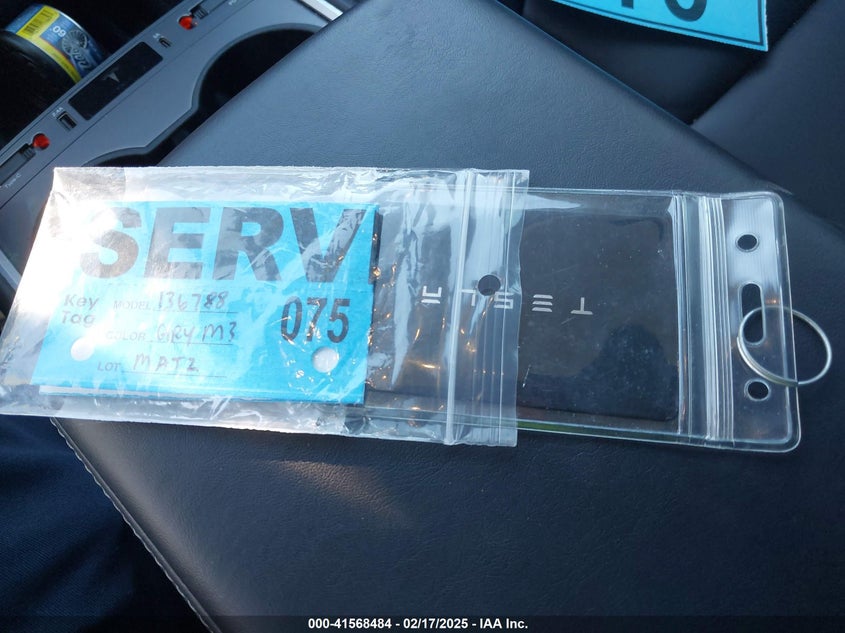 SERV
Key Tag
MODEL 136788
COLOR GRY M3
LOT MATZ
075
TESLA
000-41568484 - 02/17/2025 - IAA Inc.